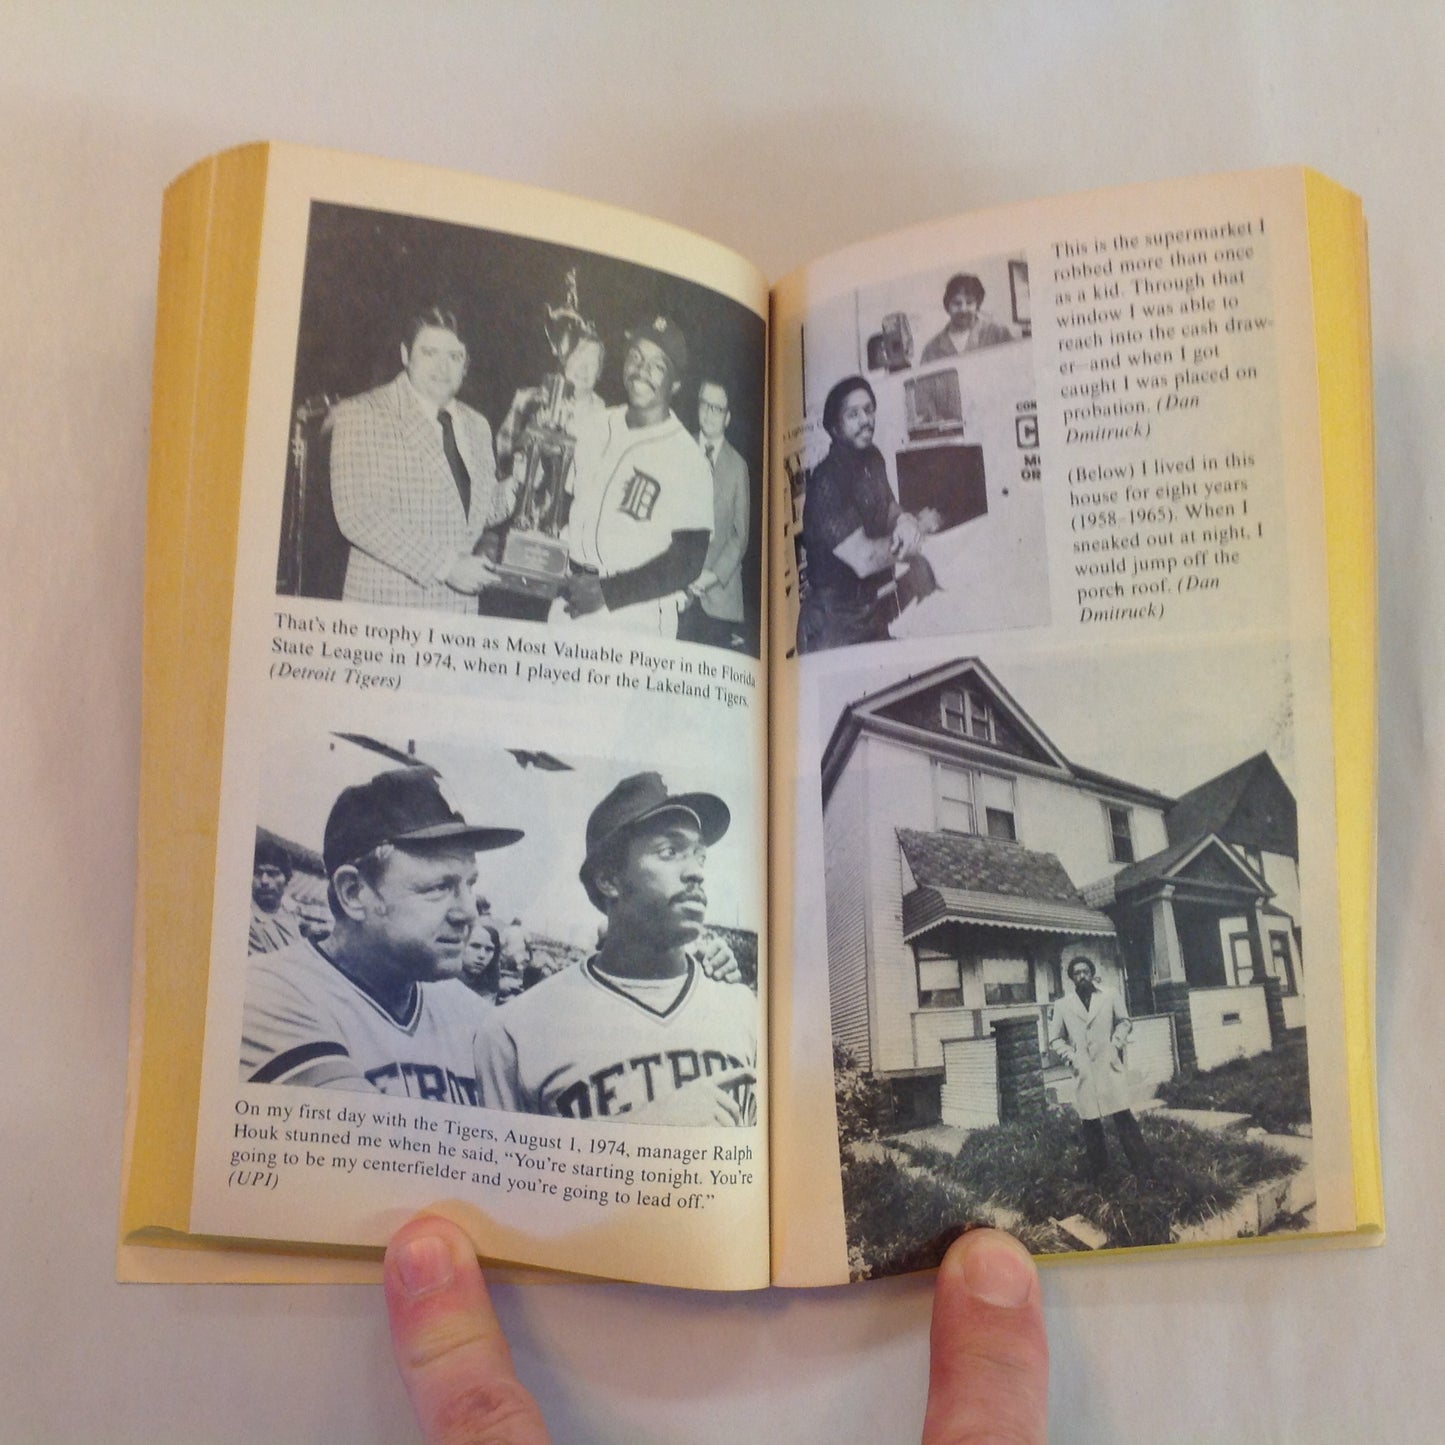 That's the trophy I won as Most Valuable Player in the Florida
State League in 1974, when I played for the Lakeland Tigers.
(Detroit Tigers)
D
DETROIT
On my first day with the Tigers, August 1, 1974, manager Ralph
Houk stunned me when he said, “You're starting tonight. You're
going to be my centerfielder and you're going to lead off.”
(UPI)
This is the supermarket I
robbed more than once
as a kid. Through that
window I was able to
reach into the cash draw-
er—and when I got
caught I was placed on
probation. (Dan
Dmitruck)
(Below) I lived in this
house for eight years
(1958–1965). When I
sneaked out at night, I
would jump off the
porch roof. (Dan
Dmitruck)